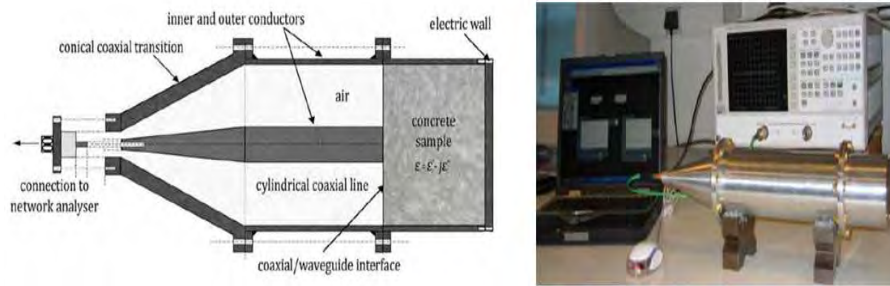 inner and outer conductors
electric wall
conical coaxial transition
air
concrete
sample
ε = ε' - jε"
connection to
network analyser
cylindrical coaxial line
coaxial/waveguide interface